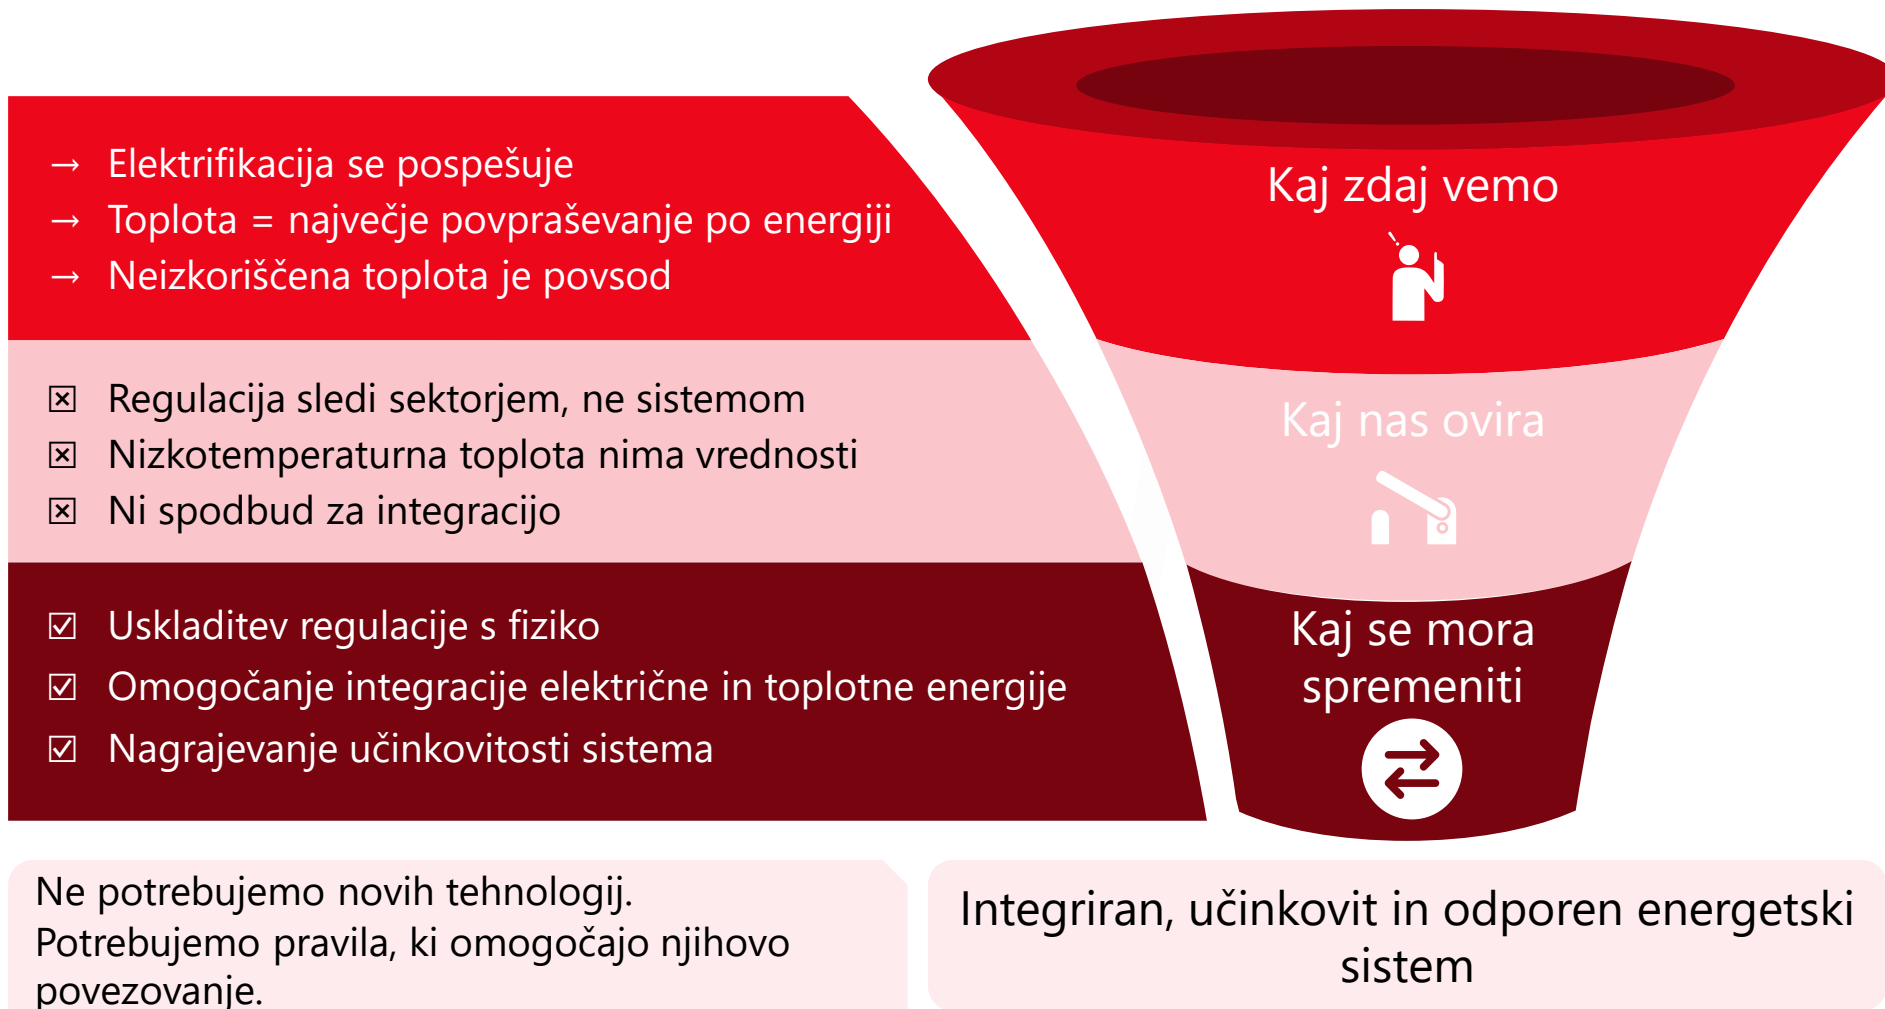 → Elektrifikacija se pospešuje
→ Toplota = največje povpraševanje po energiji
→ Neizkoriščena toplota je povsod
Kaj zdaj vemo
☒ Regulacija sledi sektorjem, ne sistemom
☒ Nizkotemperaturna toplota nima vrednosti
☒ Ni spodbud za integracijo
Kaj nas ovira
☑ Uskladitev regulacije s fiziko
☑ Omogočanje integracije električne in toplotne energije
☑ Nagrajevanje učinkovitosti sistema
Kaj se mora
spremeniti
Ne potrebujemo novih tehnologij.
Potrebujemo pravila, ki omogočajo njihovo
povezovanje.
Integriran, učinkovit in odporen energetski
sistem